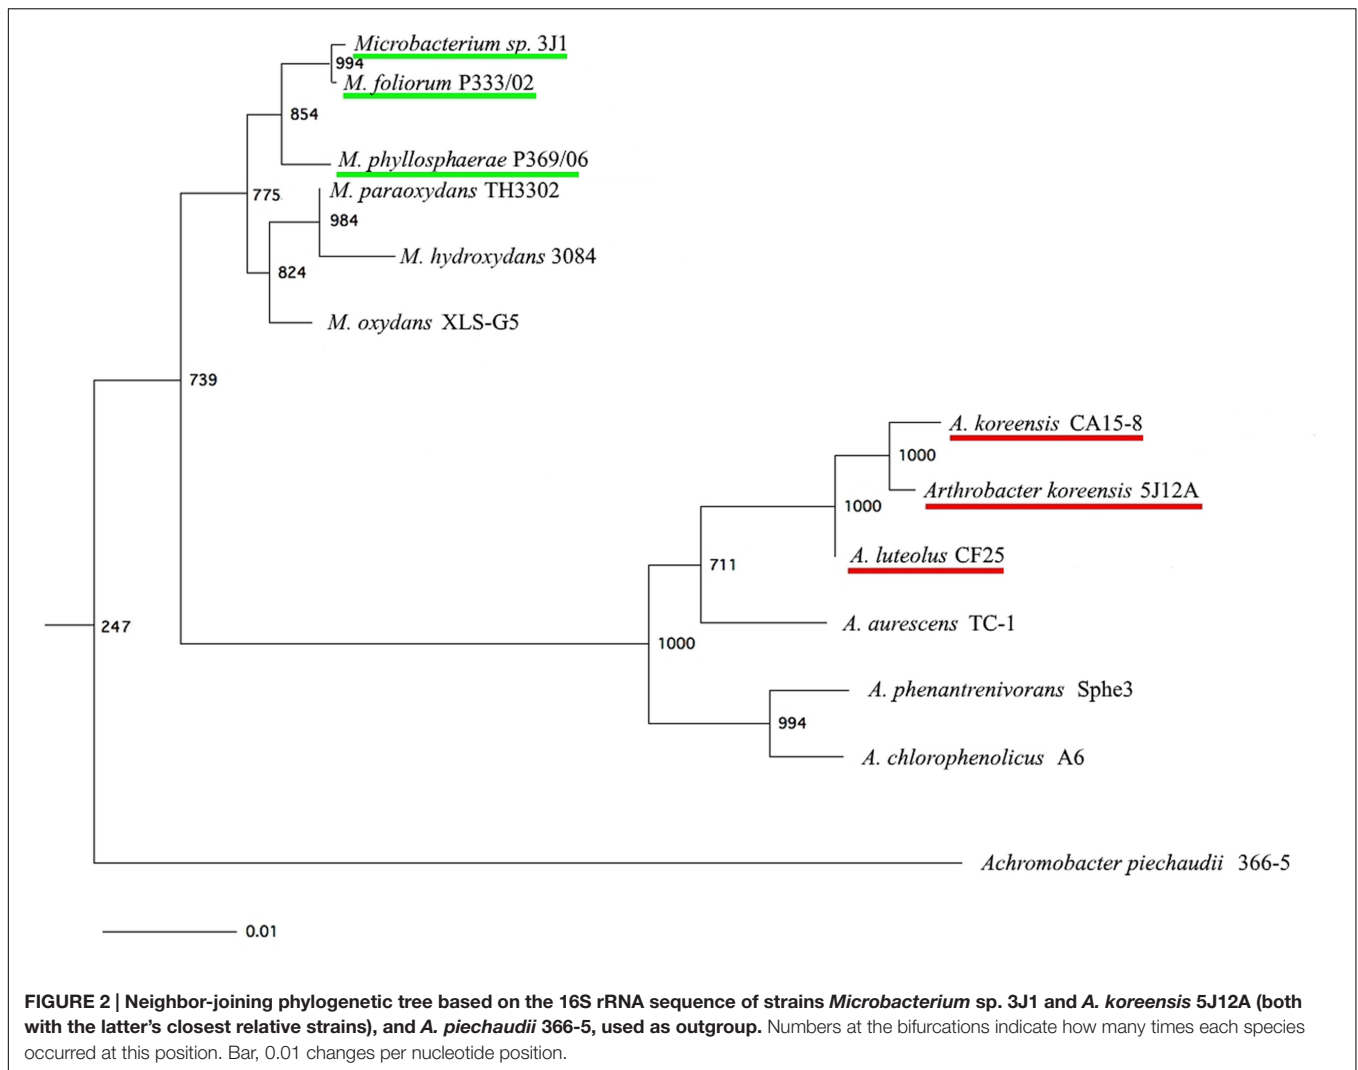 Microbacterium sp. 3J1
994
M. foliorum P333/02
854
M. phyllosphaerae P369/06
775
M. paraoxydans TH3302
984
M. hydroxydans 3084
824
M. oxydans XLS-G5
739
A. koreensis CA15-8
1000
Arthrobacter koreensis 5J12A
1000
A. luteolus CF25
711
A. aurescens TC-1
247
1000
A. phenantrenivorans Sphe3
994
A. chlorophenolicus A6
Achromobacter piechaudii 366-5
0.01
FIGURE 2 | Neighbor-joining phylogenetic tree based on the 16S rRNA sequence of strains Microbacterium sp. 3J1 and A. koreensis 5J12A (both
with the latter's closest relative strains), and A. piechaudii 366-5, used as outgroup. Numbers at the bifurcations indicate how many times each species
occurred at this position. Bar, 0.01 changes per nucleotide position.